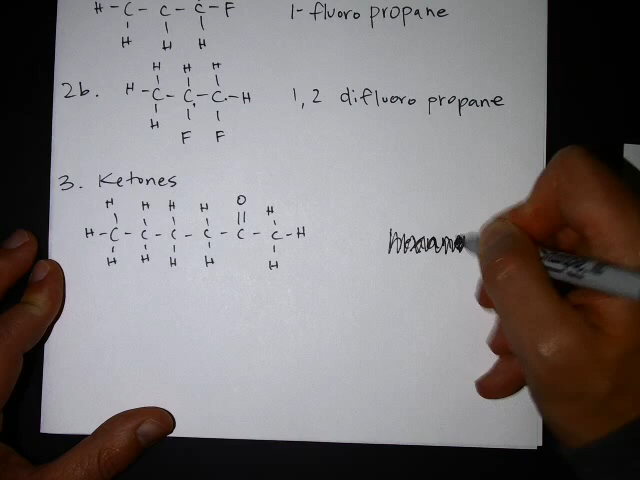 H - C - C - C - F
H H H
1- fluoro propane
H H H
2b. H - C - C - C - H
H F F
1,2 difluoro propane
3. Ketones
H H H H O H
H - C - C - C - C - C - C - H
H H H H H